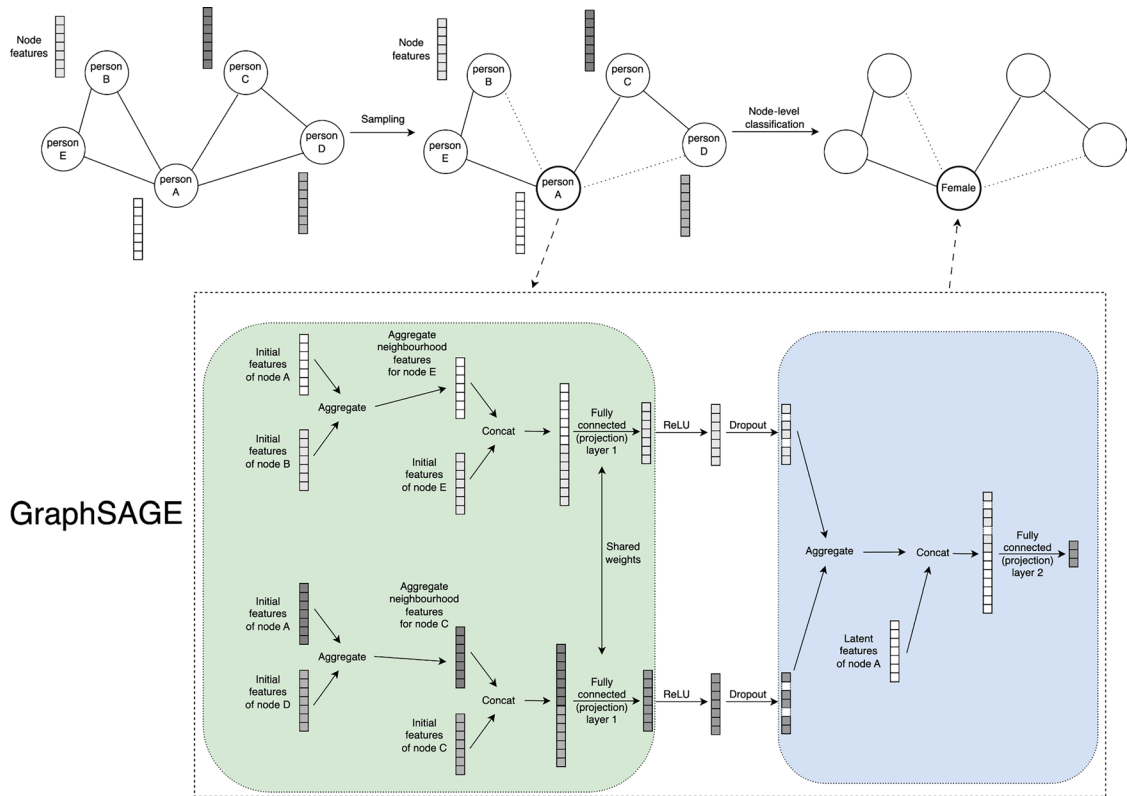 Node
features
person
B
person
C
person
E
person
D
person
A
Sampling
Node
features
person
B
person
C
person
E
person
D
person
A
Node-level
classification
Female
GraphSAGE
Initial
features
of node A
Aggregate
Initial
features
of node B
Aggregate
neighbourhood
features
for node E
Concat
Initial
features
of node E
Fully
connected
(projection)
layer 1
ReLU
Dropout
Shared
weights
Initial
features
of node A
Aggregate
Initial
features
of node D
Aggregate
neighbourhood
features
for node C
Concat
Initial
features
of node C
Fully
connected
(projection)
layer 1
ReLU
Dropout
Aggregate
Concat
Latent
features
of node A
Fully
connected
(projection)
layer 2